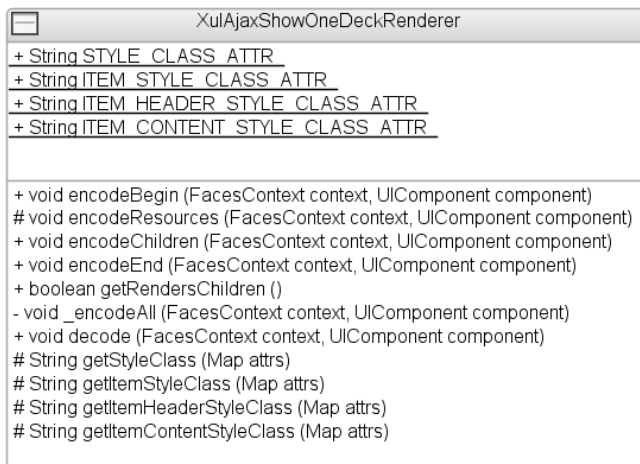 XulAjaxShowOneDeckRenderer
+ String STYLE_CLASS_ATTR
+ String ITEM_STYLE_CLASS_ATTR
+ String ITEM_HEADER_STYLE_CLASS_ATTR
+ String ITEM_CONTENT_STYLE_CLASS_ATTR
+ void encodeBegin (FacesContext context, UIComponent component)
# void encodeResources (FacesContext context, UIComponent component)
+ void encodeChildren (FacesContext context, UIComponent component)
+ void encodeEnd (FacesContext context, UIComponent component)
+ boolean getRendersChildren ()
- void _encodeAll (FacesContext context, UIComponent component)
+ void decode (FacesContext context, UIComponent component)
# String getStyleClass (Map attrs)
# String getItemStyleClass (Map attrs)
# String getItemHeaderStyleClass (Map attrs)
# String getItemContentStyleClass (Map attrs)